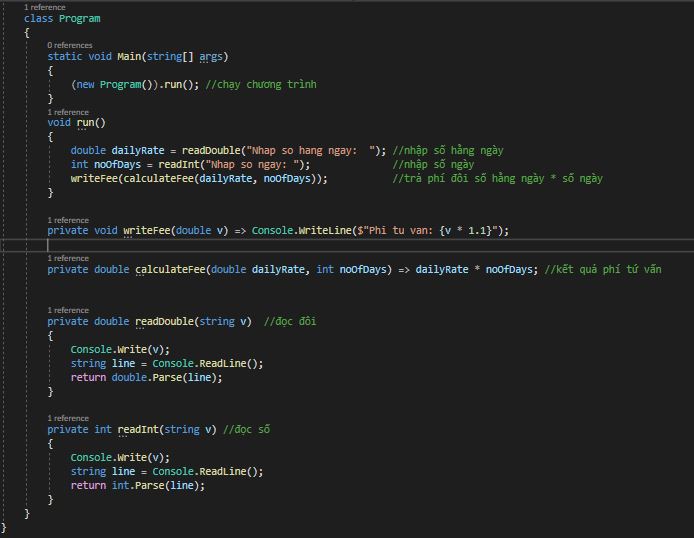 1 reference
class Program
{
0 references
static void Main(string[] args)
{
(new Program()).run(); //chạy chương trình
}
1 reference
void run()
{
double dailyRate = readDouble("Nhap so hang ngay:  "); //nhập số hằng ngày
int noOfDays = readInt("Nhap so ngay: "); //nhập số ngày
writeFee(calculateFee(dailyRate, noOfDays)); //trả phí đôi số hằng ngày * số ngày
}
1 reference
private void writeFee(double v) => Console.WriteLine($"Phi tu van: {v * 1.1}");
1 reference
private double calculateFee(double dailyRate, int noOfDays) => dailyRate * noOfDays; //kết quả phí tứ vấn
1 reference
private double readDouble(string v)  //đọc đôi
{
Console.Write(v);
string line = Console.ReadLine();
return double.Parse(line);
}
1 reference
private int readInt(string v) //đọc số
{
Console.Write(v);
string line = Console.ReadLine();
return int.Parse(line);
}
}
}